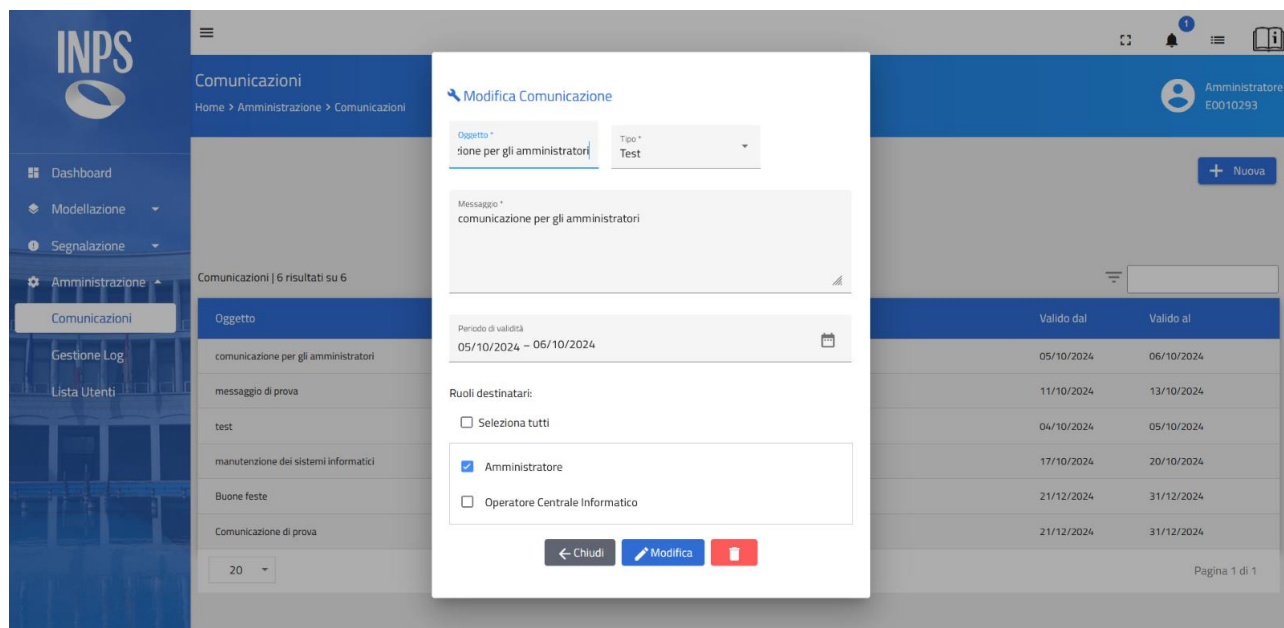 INPS
1
i
Comunicazioni
Home > Amministrazione > Comunicazioni
Amministratore
E0010293
Dashboard
Modellazione
Segnalazione
Amministrazione
Comunicazioni
Gestione Log
Lista Utenti
+ Nuova
Comunicazioni | 6 risultati su 6
Oggetto Valido dal Valido al
comunicazione per gli amministratori 05/10/2024 06/10/2024
messaggio di prova 11/10/2024 13/10/2024
test 04/10/2024 05/10/2024
manutenzione dei sistemi informatici 17/10/2024 20/10/2024
Buone feste 21/12/2024 31/12/2024
Comunicazione di prova 21/12/2024 31/12/2024
20
Pagina 1 di 1
Modifica Comunicazione
Oggetto * Tipo *
zione per gli amministratori Test
Messaggio *
comunicazione per gli amministratori
Periodo di validità
05/10/2024 – 06/10/2024
Ruoli destinatari:
Seleziona tutti
Amministratore
Operatore Centrale Informatico
Chiudi Modifica